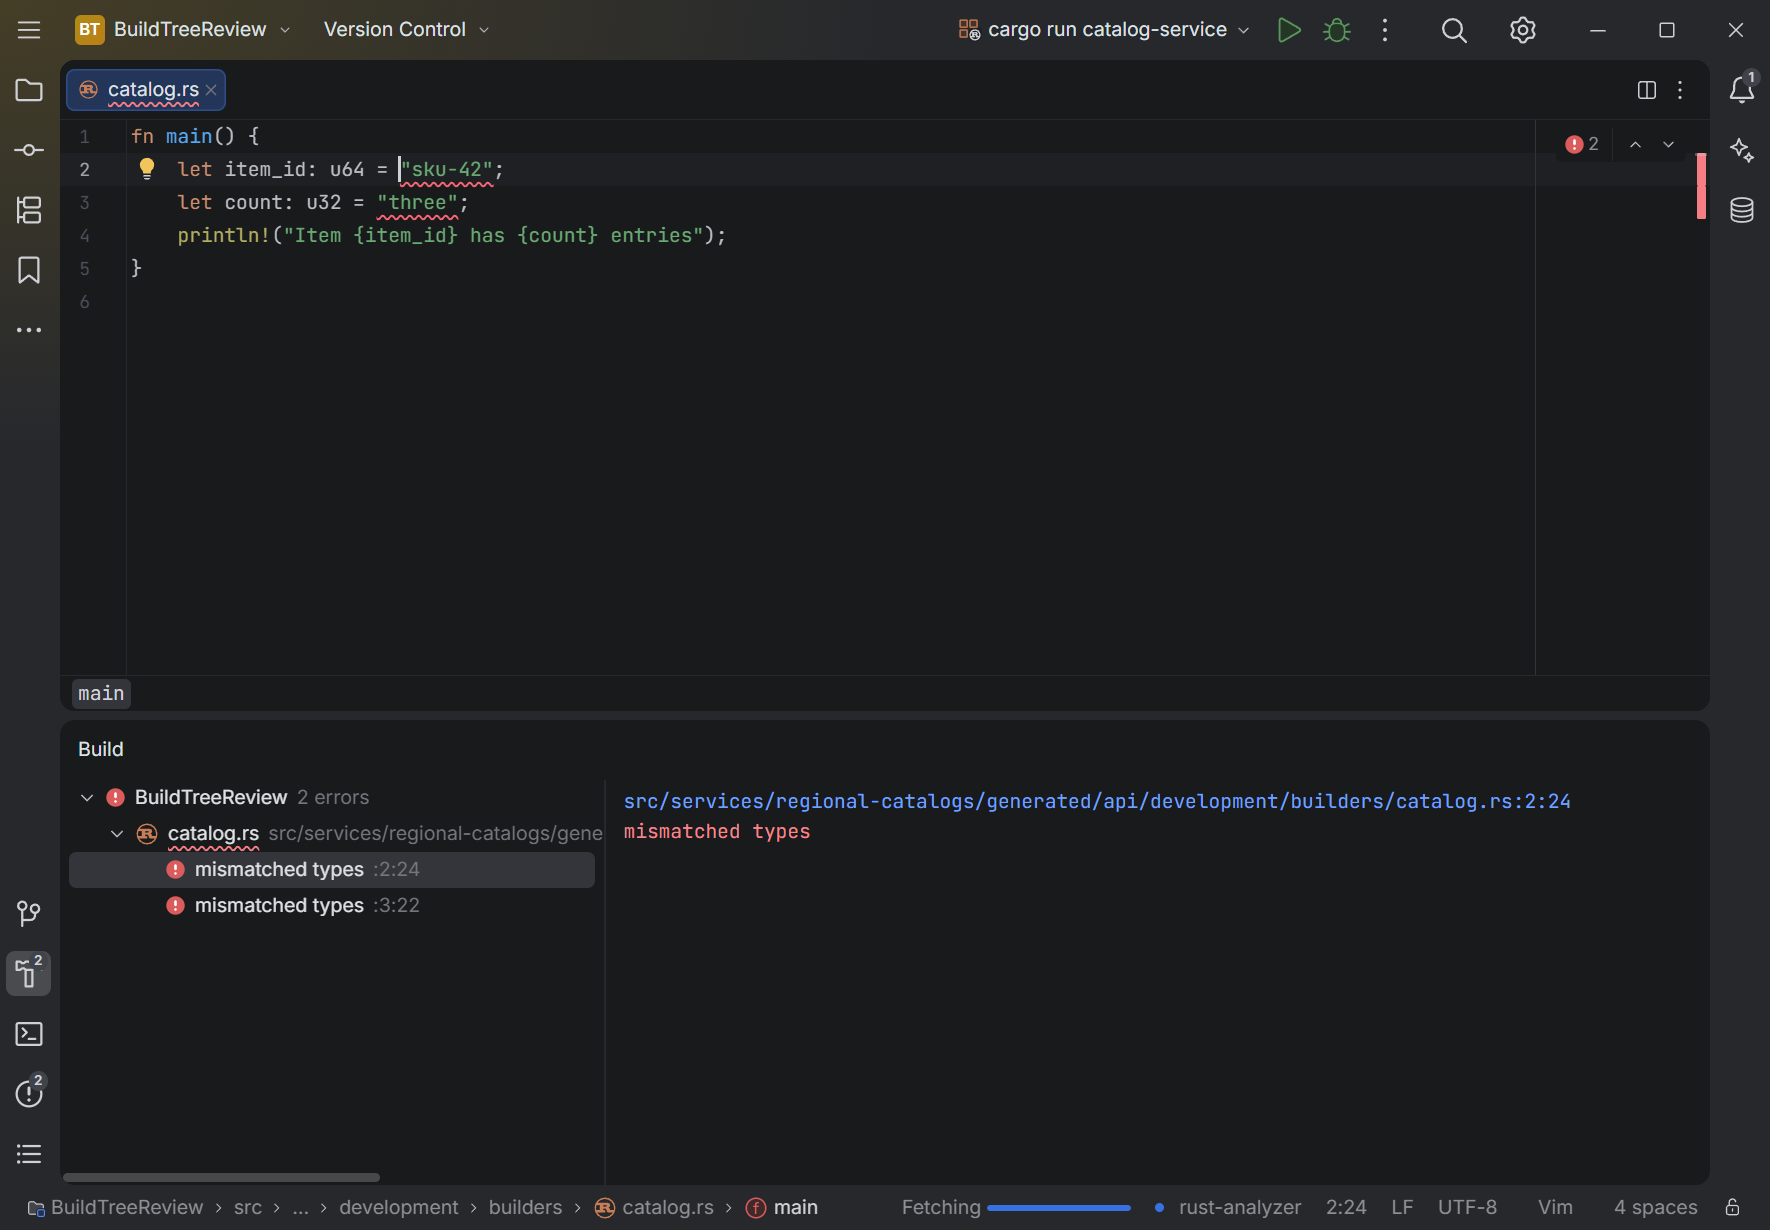 BT BuildTreeReview Version Control cargo run catalog-service
catalog.rs
1
1 fn main() {
2 let item_id: u64 = "sku-42";
3 let count: u32 = "three";
4 println!("Item {item_id} has {count} entries");
5 }
6
2
main
Build
BuildTreeReview 2 errors
catalog.rs src/services/regional-catalogs/gene
mismatched types :2:24
mismatched types :3:22
src/services/regional-catalogs/generated/api/development/builders/catalog.rs:2:24
mismatched types
2
2
BuildTreeReview › src › ... › development › builders › catalog.rs › f main Fetching rust-analyzer 2:24 LF UTF-8 Vim 4 spaces